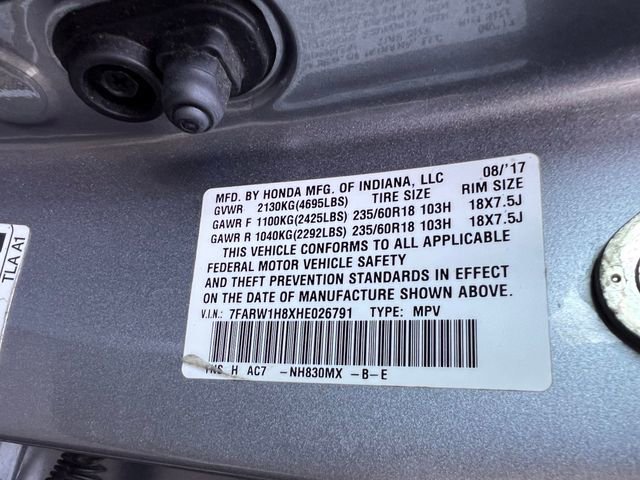 MFD. BY HONDA MFG. OF INDIANA, LLC 08/'17
GVWR 2130KG(4695LBS) TIRE SIZE RIM SIZE
GAWR F 1100KG(2425LBS) 235/60R18 103H 18X7.5J
GAWR R 1040KG(2292LBS) 235/60R18 103H 18X7.5J
THIS VEHICLE CONFORMS TO ALL APPLICABLE
FEDERAL MOTOR VEHICLE SAFETY
AND THEFT PREVENTION STANDARDS IN EFFECT
ON THE DATE OF MANUFACTURE SHOWN ABOVE.
V.I.N.: 7FARW1H8XHE026791 TYPE: MPV
TNS H AC7 -NH830MX -B-E
TLA A1